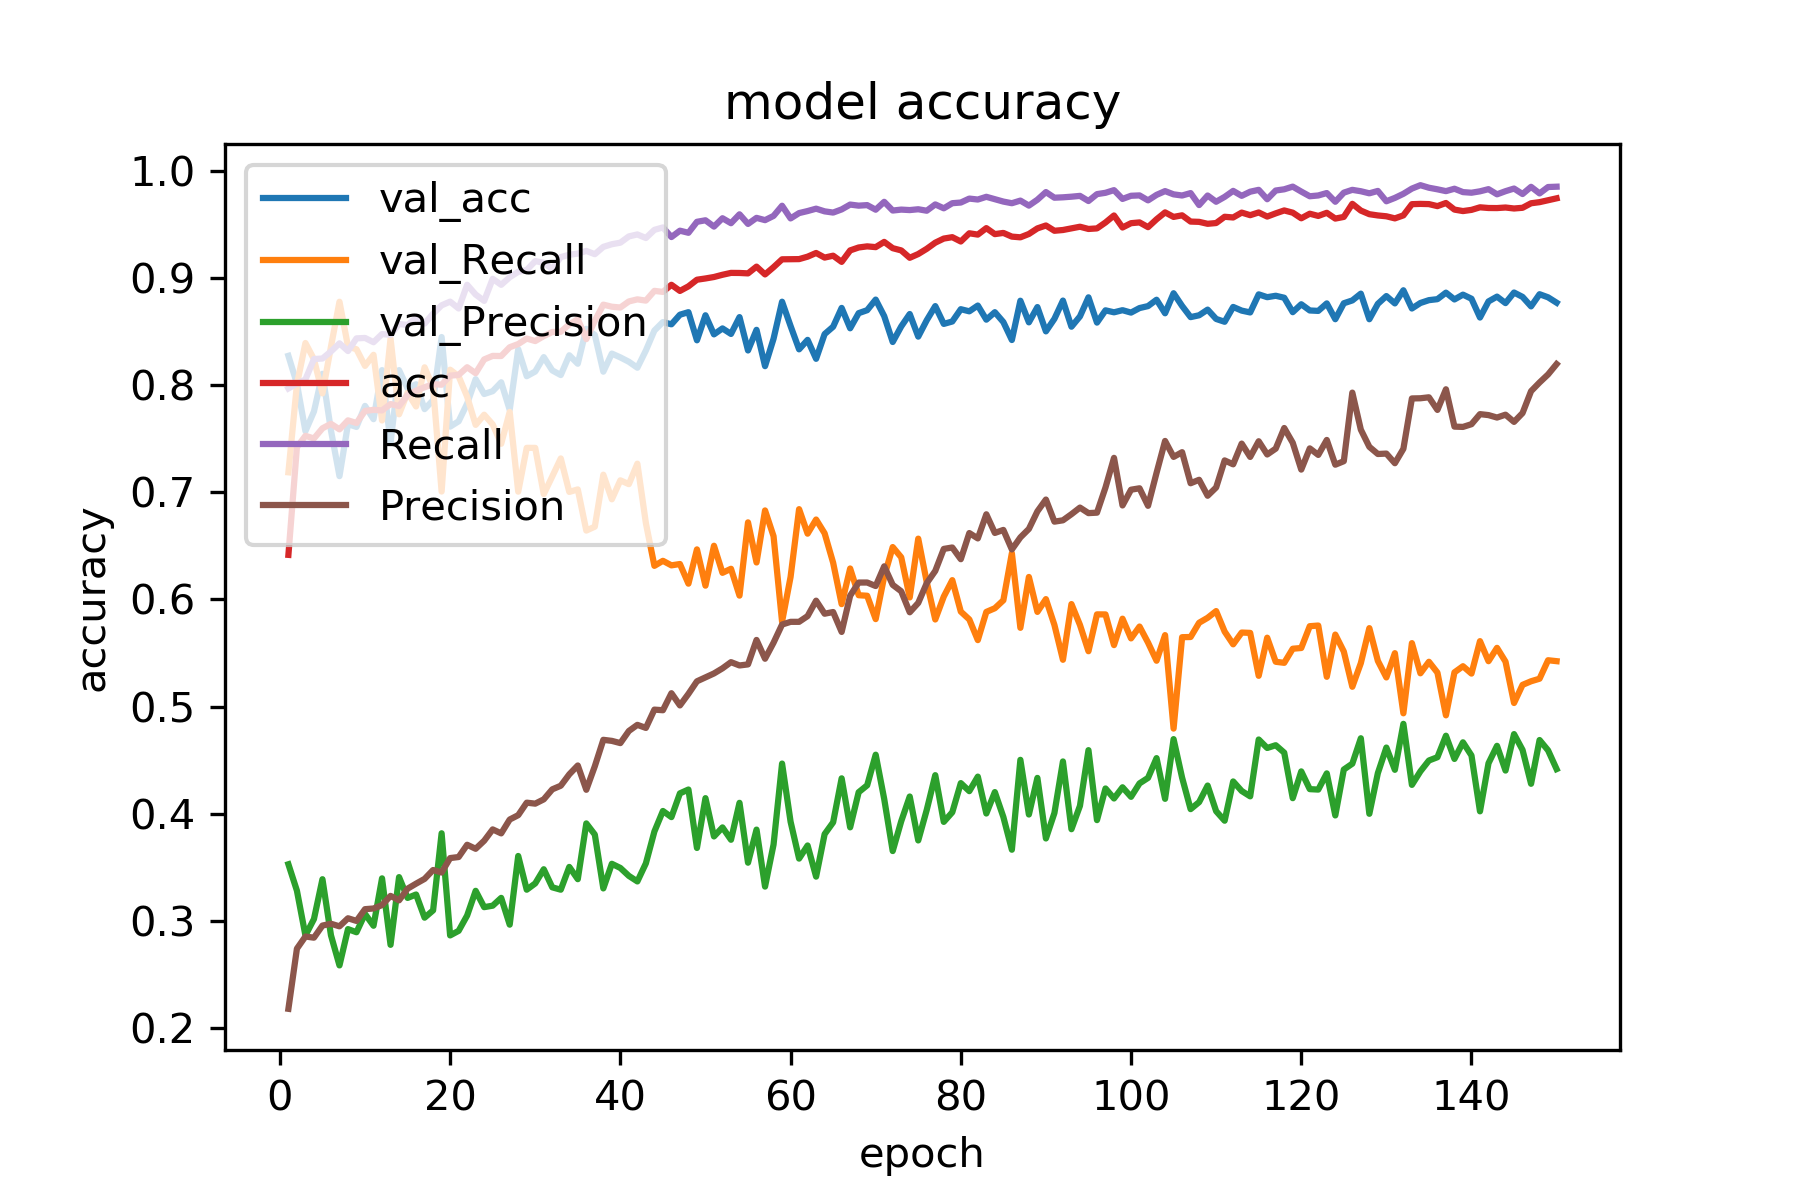 model accuracy
accuracy
1.0
0.9
0.8
0.7
0.6
0.5
0.4
0.3
0.2
val_acc
val_Recall
val_Precision
acc
Recall
Precision
0 20 40 60 80 100 120 140
epoch